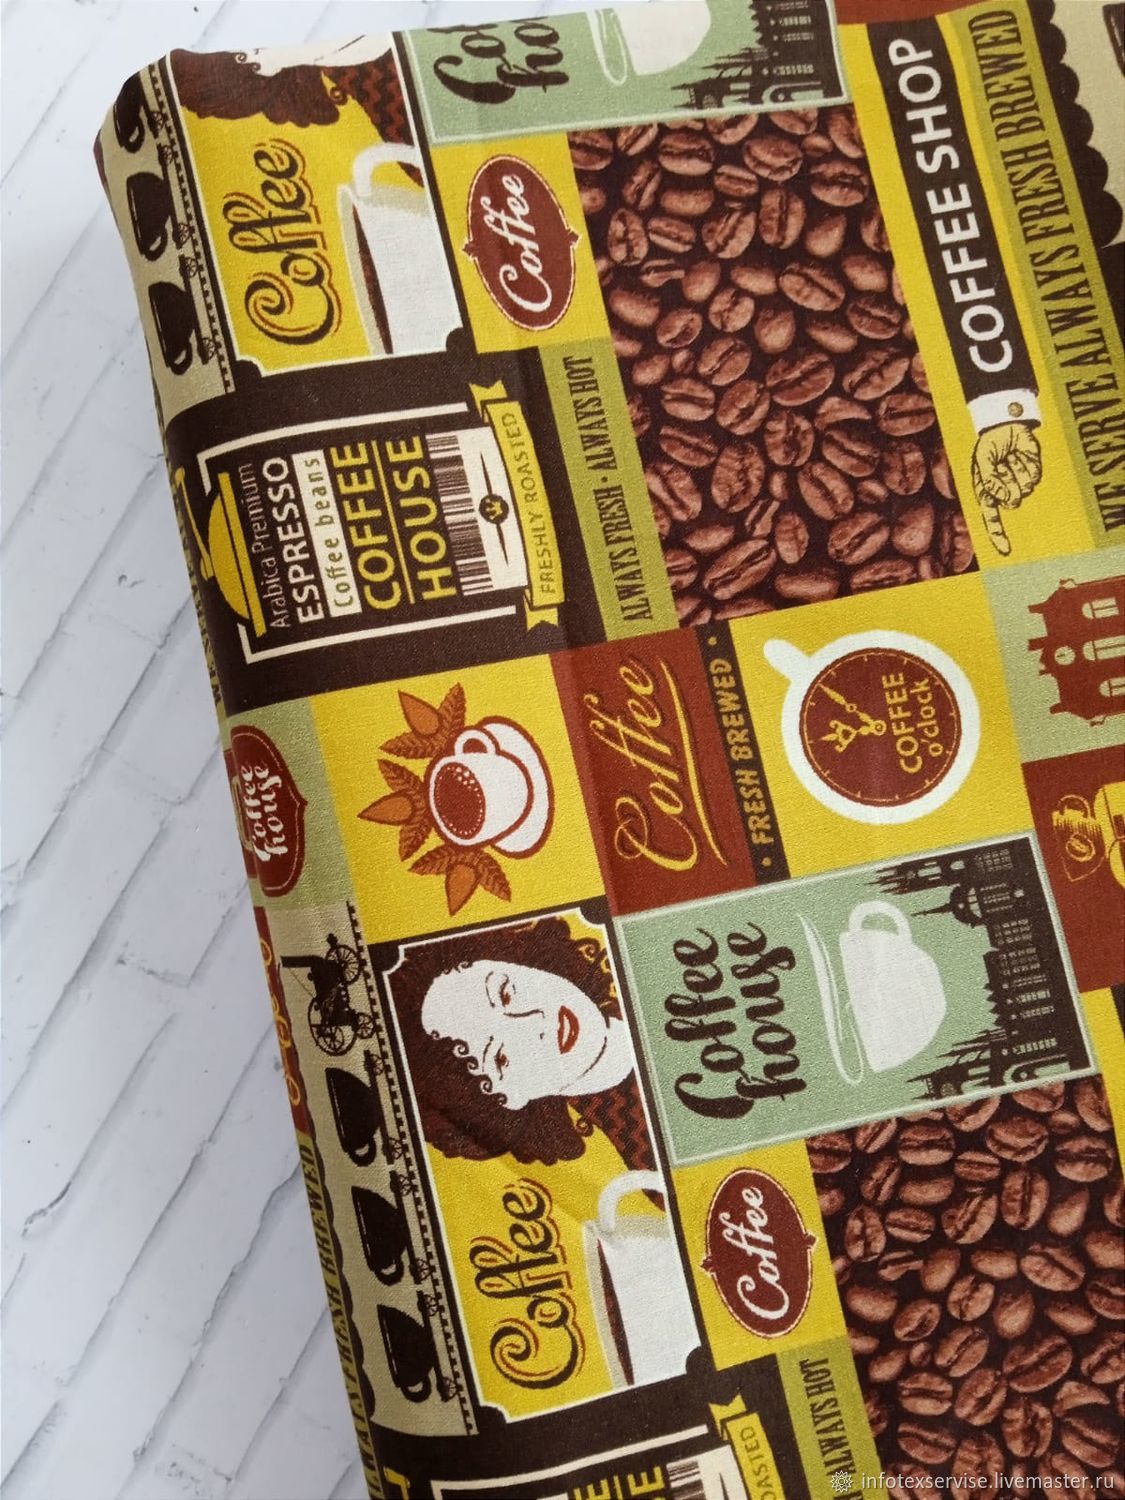 Coffee
house
COFFEE SHOP
WE SERVE ALWAYS FRESH BREWED
Coffee
Coffee
Arabica Premium
ESPRESSO
Coffee beans
COFFEE
HOUSE
FRESHLY ROASTED
ALWAYS FRESH · ALWAYS HOT
Coffee
house
Coffee
• FRESH BREWED •
COFFEE
o'clock
Coffee
house
Coffee
Coffee
ALWAYS HOT
infotexservise.livemaster.ru